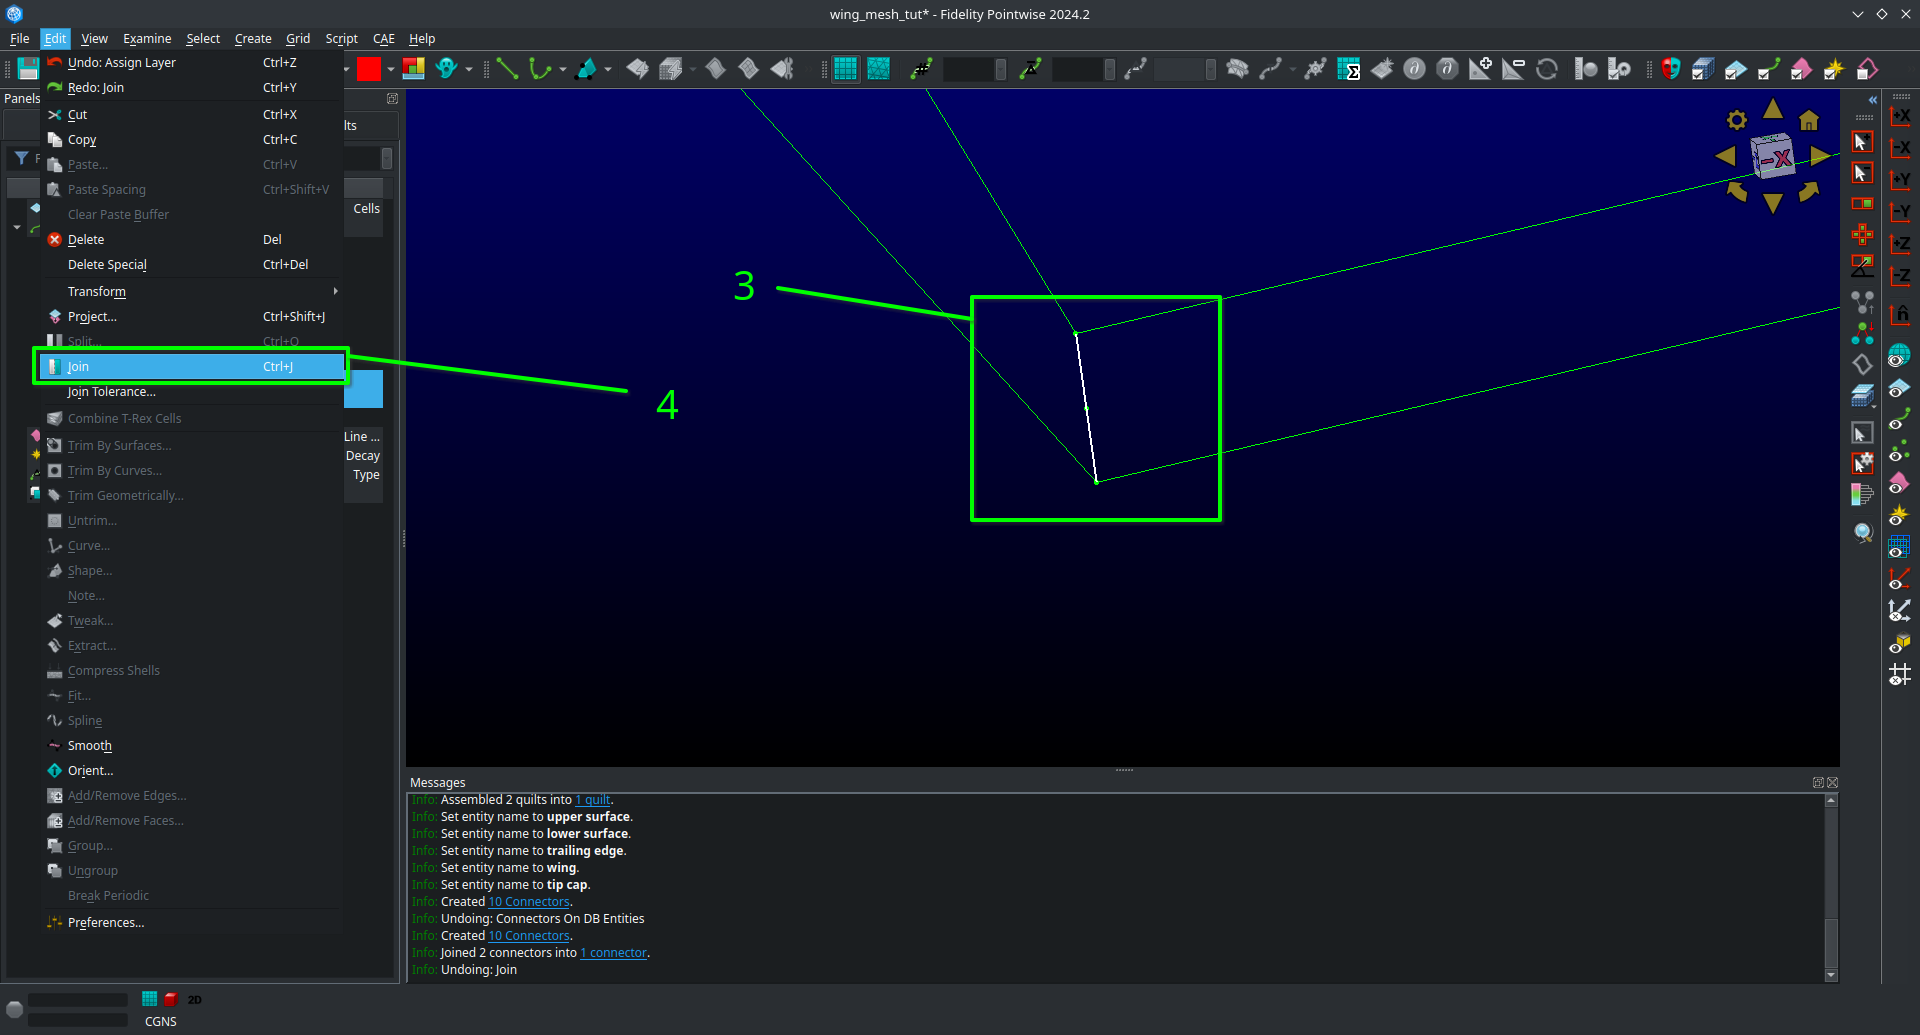 wing_mesh_tut* - Fidelity Pointwise 2024.2
File Edit View Examine Select Create Grid Script CAE Help
Undo: Assign Layer Ctrl+Z
Redo: Join Ctrl+Y
Panels
Cut Ctrl+X
lts
Copy Ctrl+C
Paste... Ctrl+V
Paste Spacing Ctrl+Shift+V
Clear Paste Buffer
Cells
Delete Del
Delete Special Ctrl+Del
Transform
Project... Ctrl+Shift+J
Split... Ctrl+O
Join Ctrl+J
Join Tolerance...
Combine T-Rex Cells
Line ...
Trim By Surfaces...
Decay
Trim By Curves...
Type
Trim Geometrically...
Untrim...
Curve...
Shape...
Note...
Tweak...
Extract...
Compress Shells
Fit...
Spline
Smooth
Orient...
Add/Remove Edges...
Add/Remove Faces...
Group...
Ungroup
Break Periodic
Preferences...
3
4
-X
+X
-X
+Y
-Y
+Z
-Z
n
Messages
Info: Assembled 2 quilts into 1 quilt.
Info: Set entity name to upper surface.
Info: Set entity name to lower surface.
Info: Set entity name to trailing edge.
Info: Set entity name to wing.
Info: Set entity name to tip cap.
Info: Created 10 Connectors.
Info: Undoing: Connectors On DB Entities
Info: Created 10 Connectors.
Info: Joined 2 connectors into 1 connector.
Info: Undoing: Join
2D
CGNS